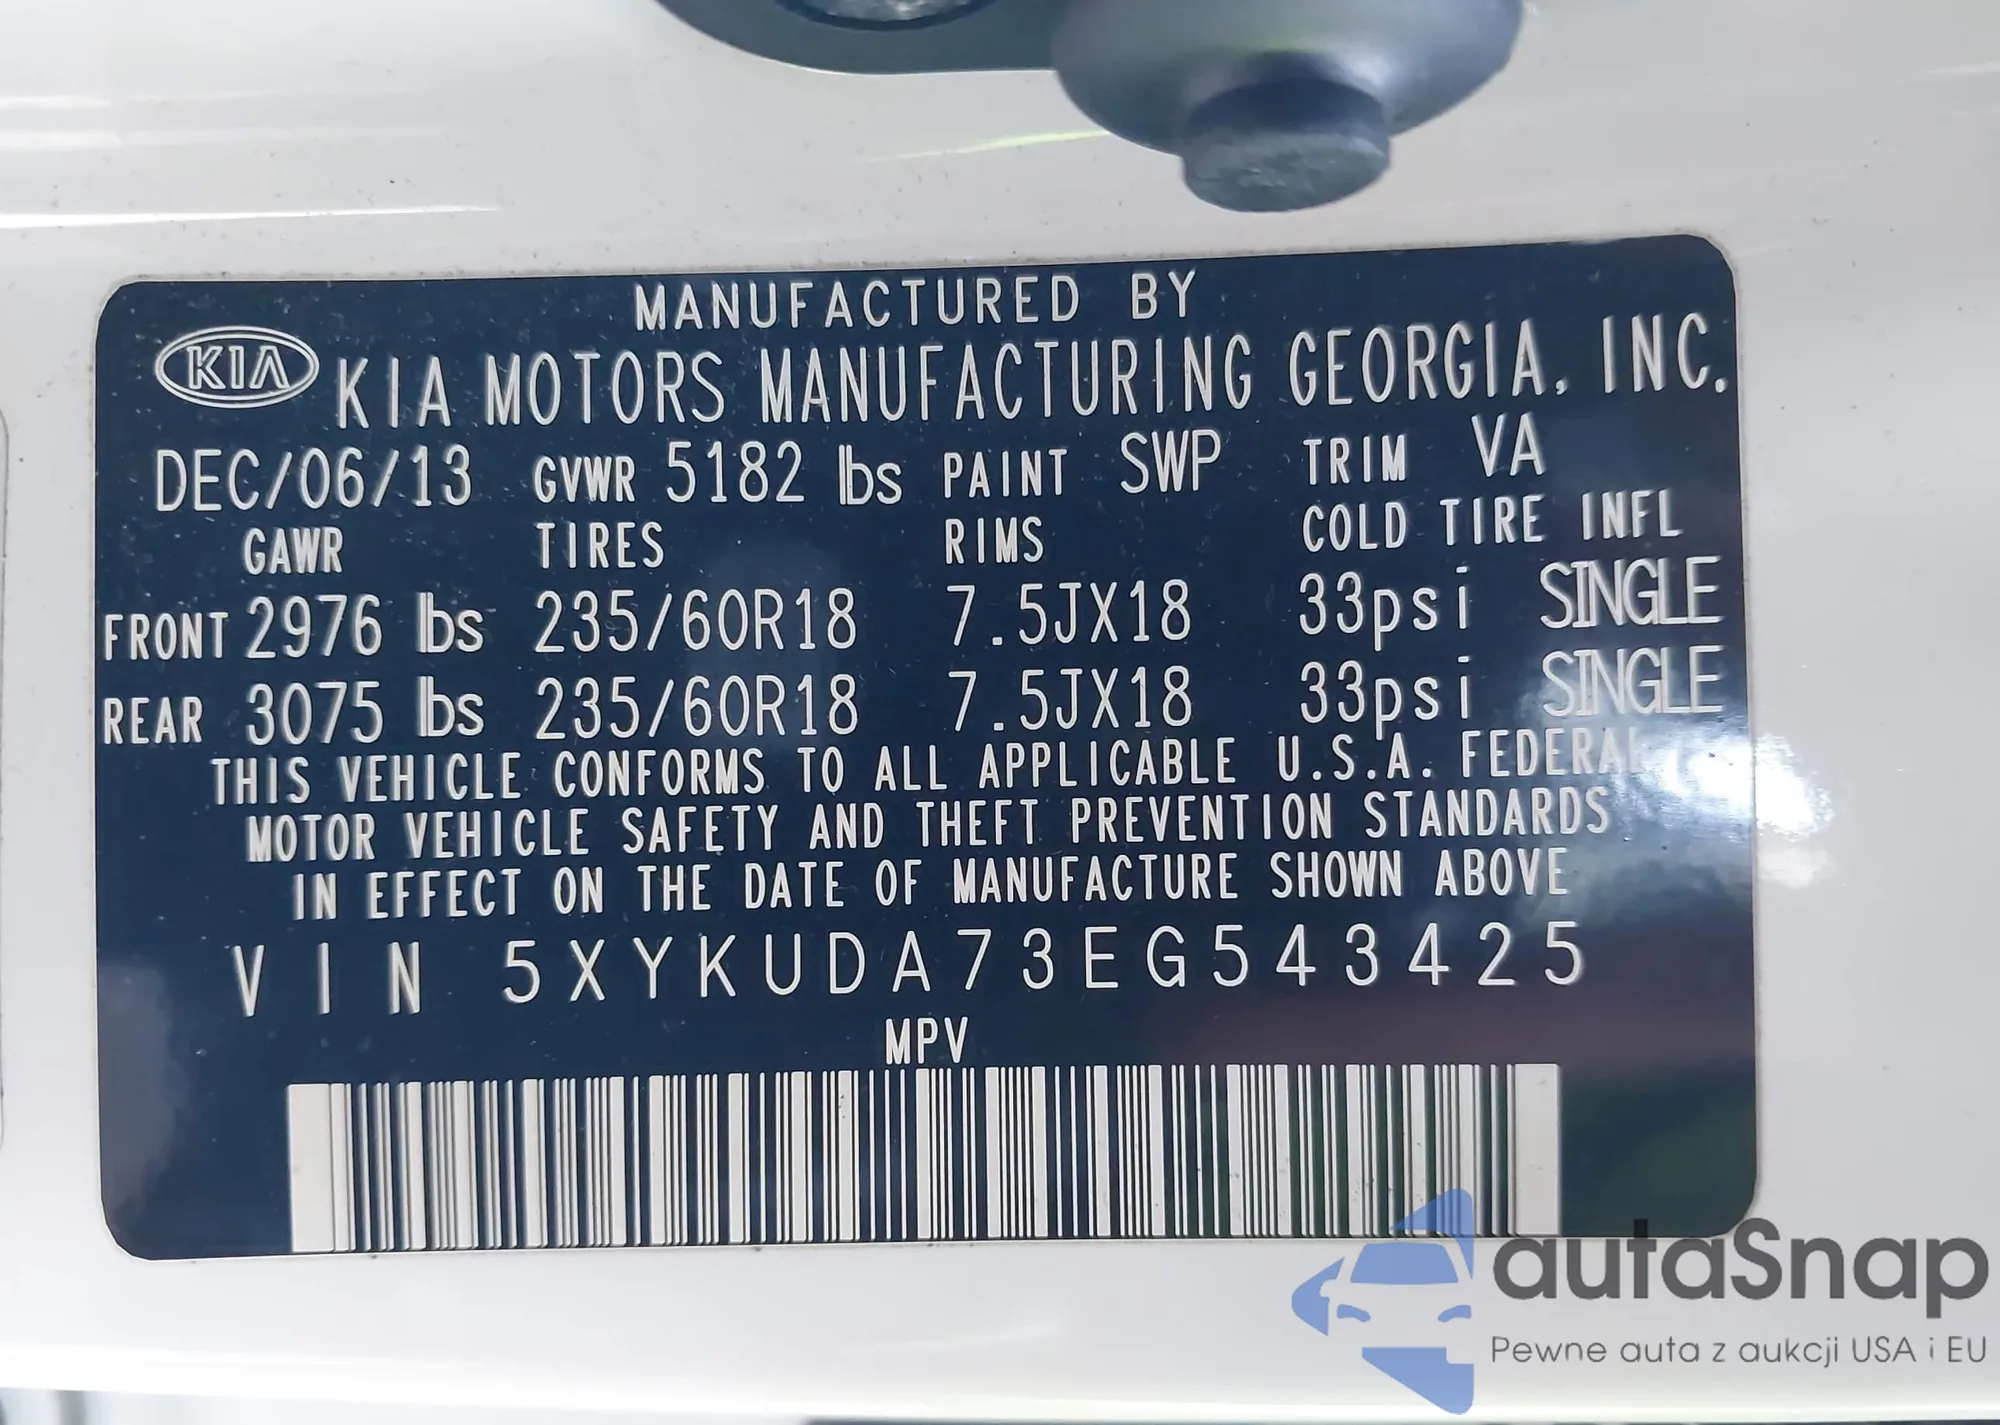 MANUFACTURED BY
KIA KIA MOTORS MANUFACTURING GEORGIA, INC.
DEC/06/13 GVWR 5182 lbs PAINT SWP TRIM VA
GAWR TIRES RIMS COLD TIRE INFL
FRONT 2976 lbs 235/60R18 7.5JX18 33psi SINGLE
REAR 3075 lbs 235/60R18 7.5JX18 33psi SINGLE
THIS VEHICLE CONFORMS TO ALL APPLICABLE U.S.A. FEDERAL
MOTOR VEHICLE SAFETY AND THEFT PREVENTION STANDARDS
IN EFFECT ON THE DATE OF MANUFACTURE SHOWN ABOVE
VIN 5XYKUDA73EG543425
MPV
autaSnap
Pewne auta z aukcji USA i EU